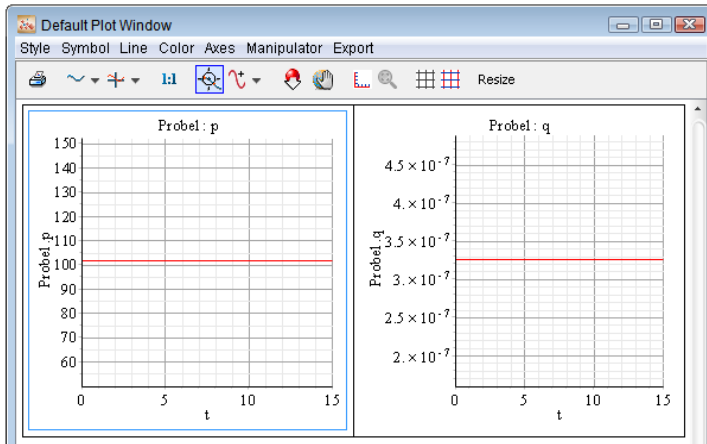 Default Plot Window
Style Symbol Line Color Axes Manipulator Export
1:1 Resize
Probel: p
150
140
130
120
110
100
90
80
70
60
Probel.p
0 5 10 15
t
Probel: q
4.5 × 10⁻⁷
4. × 10⁻⁷
3.5 × 10⁻⁷
3. × 10⁻⁷
2.5 × 10⁻⁷
2. × 10⁻⁷
Probel.q
0 5 10 15
t